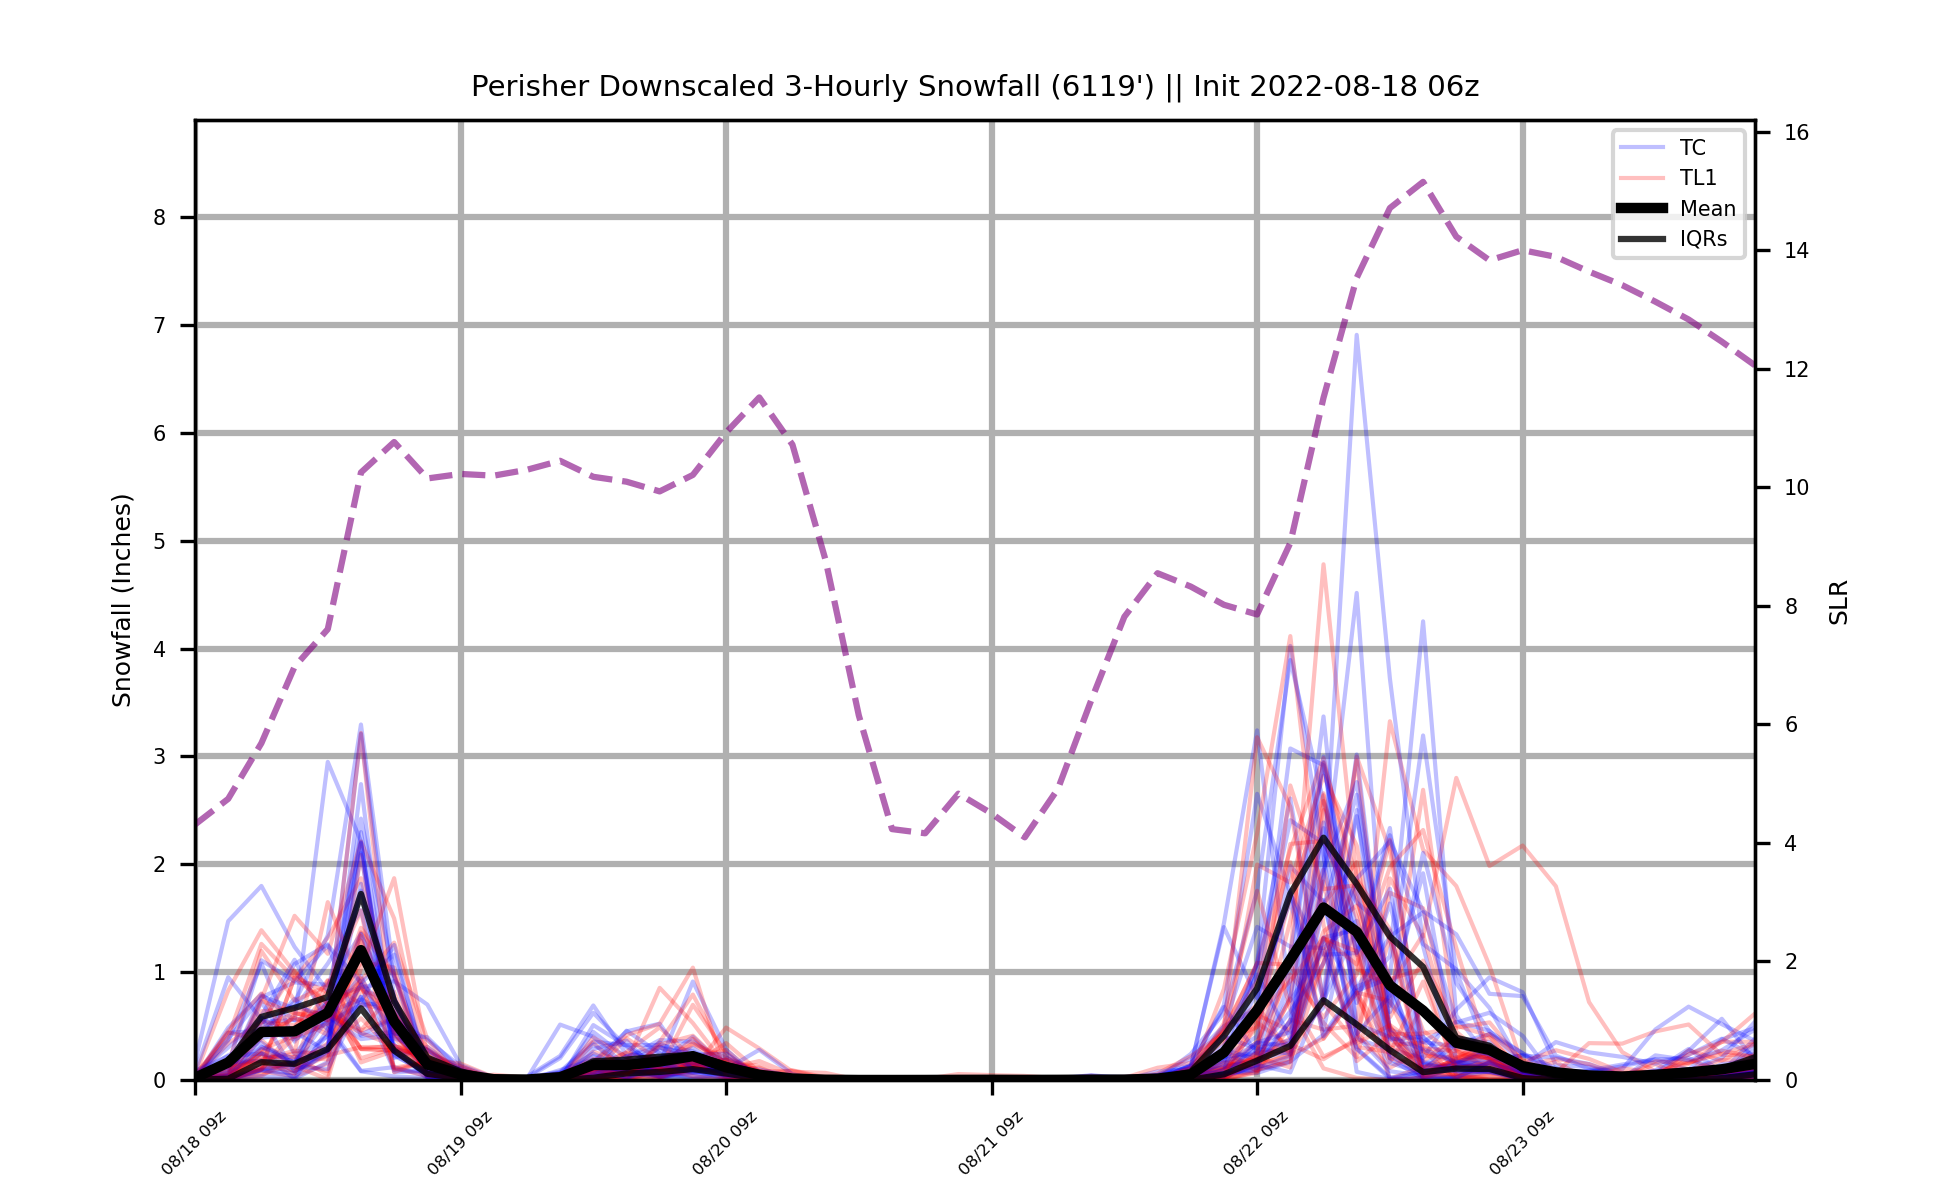 Perisher Downscaled 3-Hourly Snowfall (6119') || Init 2022-08-18 06z
TC
TL1
Mean
IQRs
Snowfall (Inches)
8
7
6
5
4
3
2
1
0
16
14
12
10
8
6
4
2
0
SLR
08/18 09z
08/19 09z
08/20 09z
08/21 09z
08/22 09z
08/23 09z